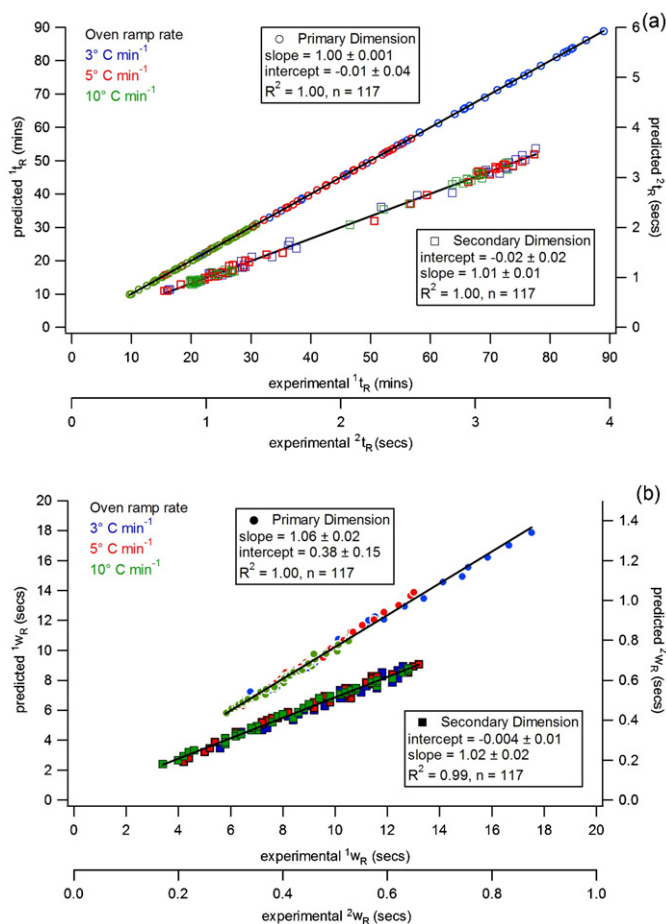 (a)
Oven ramp rate
3° C min⁻¹
5° C min⁻¹
10° C min⁻¹
Primary Dimension
slope = 1.00 ± 0.001
intercept = -0.01 ± 0.04
R² = 1.00, n = 117
Secondary Dimension
intercept = -0.02 ± 0.02
slope = 1.01 ± 0.01
R² = 1.00, n = 117
predicted ¹tR (mins)
90
80
70
60
50
40
30
20
10
0
predicted ²tR (secs)
6
5
4
3
2
1
0
0 10 20 30 40 50 60 70 80 90
experimental ¹tR (mins)
0 1 2 3 4
experimental ²tR (secs)
(b)
Oven ramp rate
3° C min⁻¹
5° C min⁻¹
10° C min⁻¹
Primary Dimension
slope = 1.06 ± 0.02
intercept = 0.38 ± 0.15
R² = 1.00, n = 117
Secondary Dimension
intercept = -0.004 ± 0.01
slope = 1.02 ± 0.02
R² = 0.99, n = 117
predicted ¹wR (secs)
20
18
16
14
12
10
8
6
4
2
0
predicted ²wR (secs)
1.4
1.2
1.0
0.8
0.6
0.4
0.2
0.0
0 2 4 6 8 10 12 14 16 18 20
experimental ¹wR (secs)
0.0 0.2 0.4 0.6 0.8 1.0
experimental ²wR (secs)